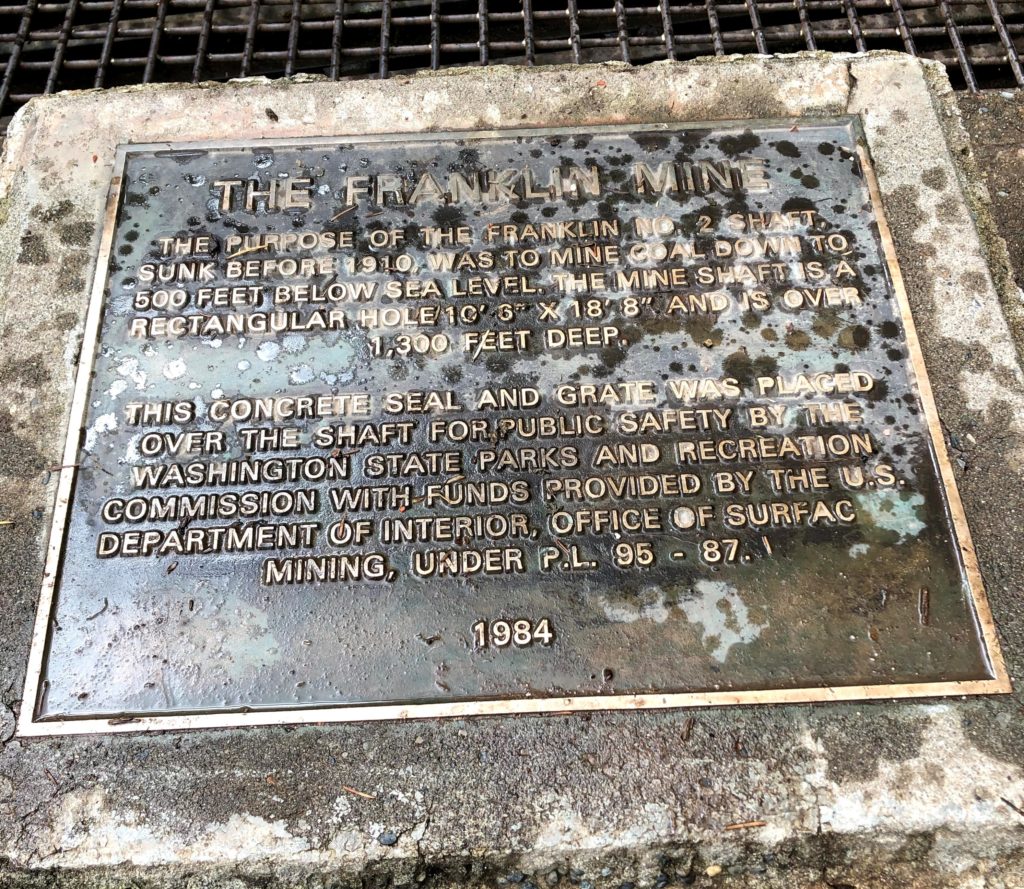 THE FRANKLIN MINE
THE PURPOSE OF THE FRANKLIN NO. 2 SHAFT,
SUNK BEFORE 1910, WAS TO MINE COAL DOWN TO
500 FEET BELOW SEA LEVEL. THE MINE SHAFT IS A
RECTANGULAR HOLE 10' 6" X 18' 8" AND IS OVER
1,300 FEET DEEP.
THIS CONCRETE SEAL AND GRATE WAS PLACED
OVER THE SHAFT FOR PUBLIC SAFETY BY THE
WASHINGTON STATE PARKS AND RECREATION
COMMISSION WITH FUNDS PROVIDED BY THE U.S.
DEPARTMENT OF INTERIOR, OFFICE OF SURFAC
MINING, UNDER P.L. 95 - 87.
1984